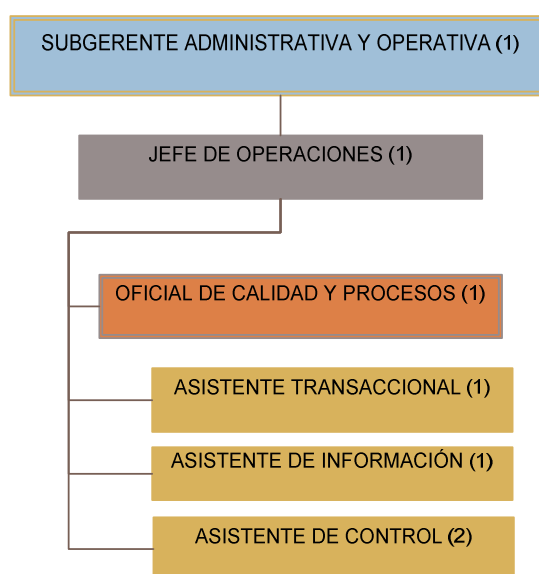 SUBGERENTE ADMINISTRATIVA Y OPERATIVA (1)
JEFE DE OPERACIONES (1)
OFICIAL DE CALIDAD Y PROCESOS (1)
ASISTENTE TRANSACCIONAL (1)
ASISTENTE DE INFORMACIÓN (1)
ASISTENTE DE CONTROL (2)